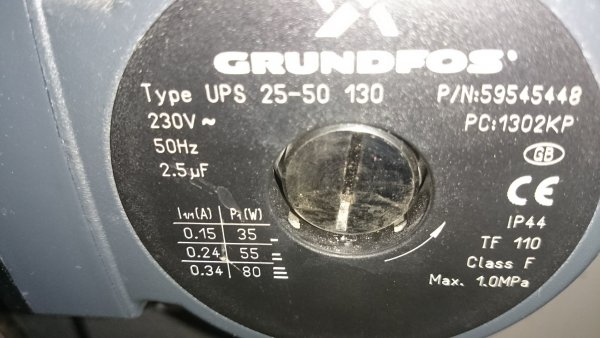 GRUNDFOS
Type UPS 25-50 130 P/N:59545448
230V~ PC:1302KP
50Hz GB
2.5µF CE
I1/1(A) P1(W) IP44
0.15 35 TF 110
0.24 55 Class F
0.34 80 Max. 1.0MPa